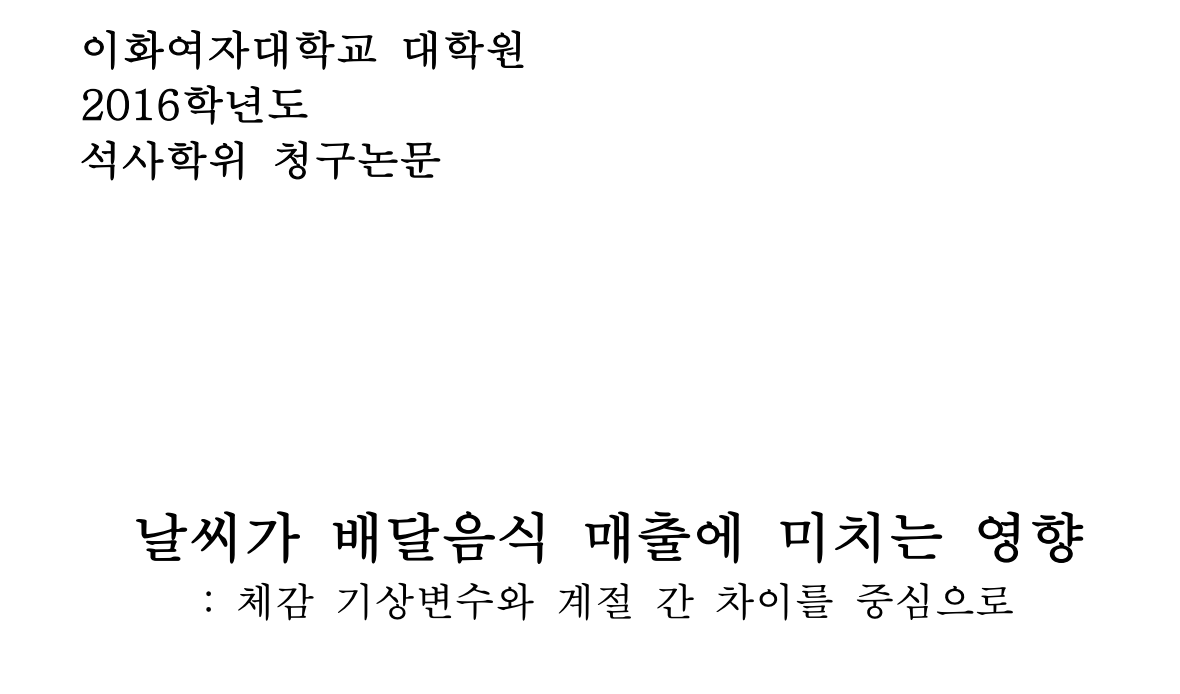 이화여자대학교 대학원
2016학년도
석사학위 청구논문
날씨가 배달음식 매출에 미치는 영향
: 체감 기상변수와 계절 간 차이를 중심으로